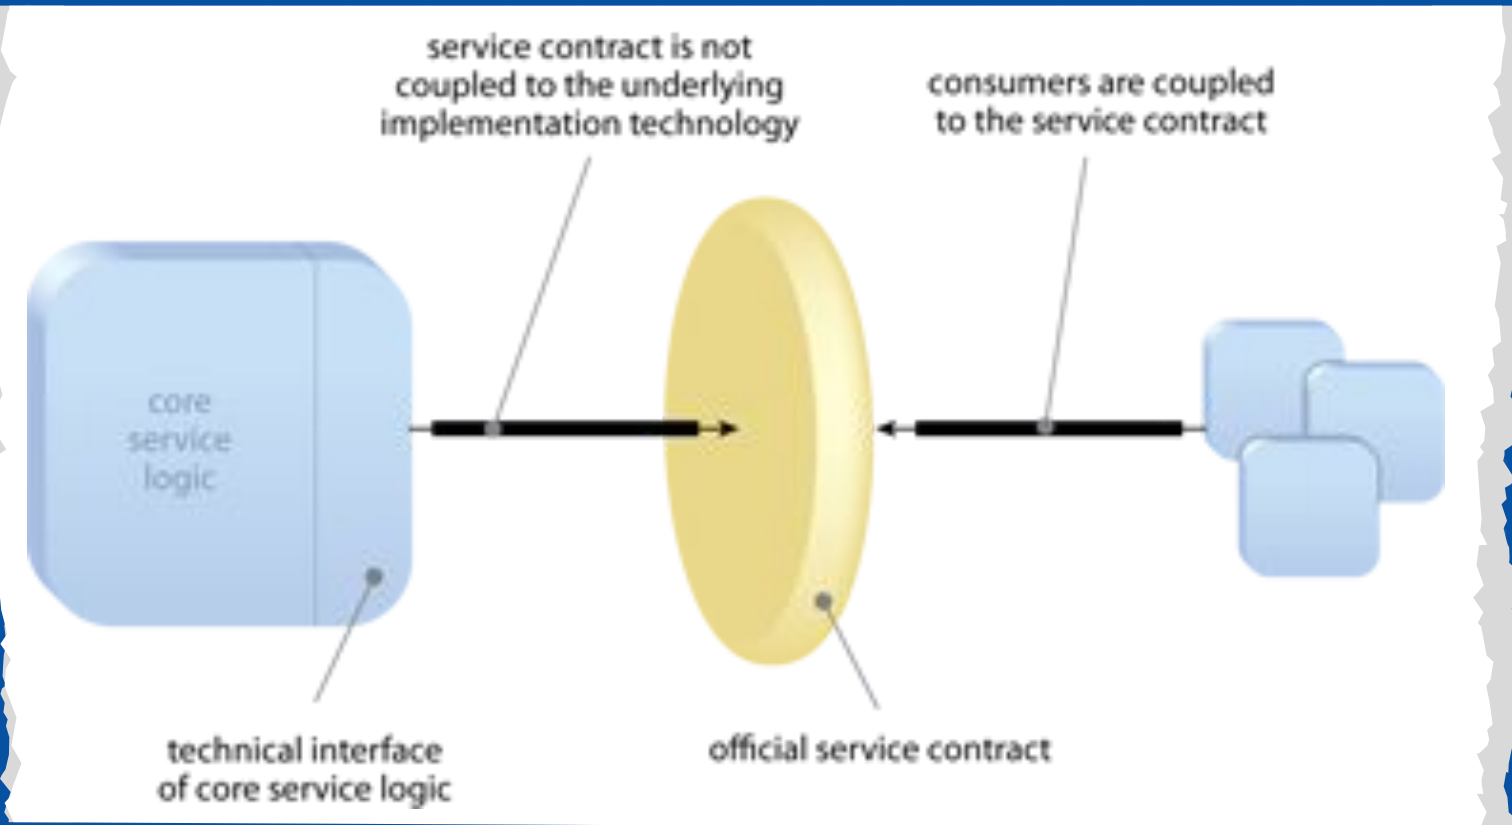 service contract is not
coupled to the underlying
implementation technology
consumers are coupled
to the service contract
core
service
logic
technical interface
of core service logic
official service contract